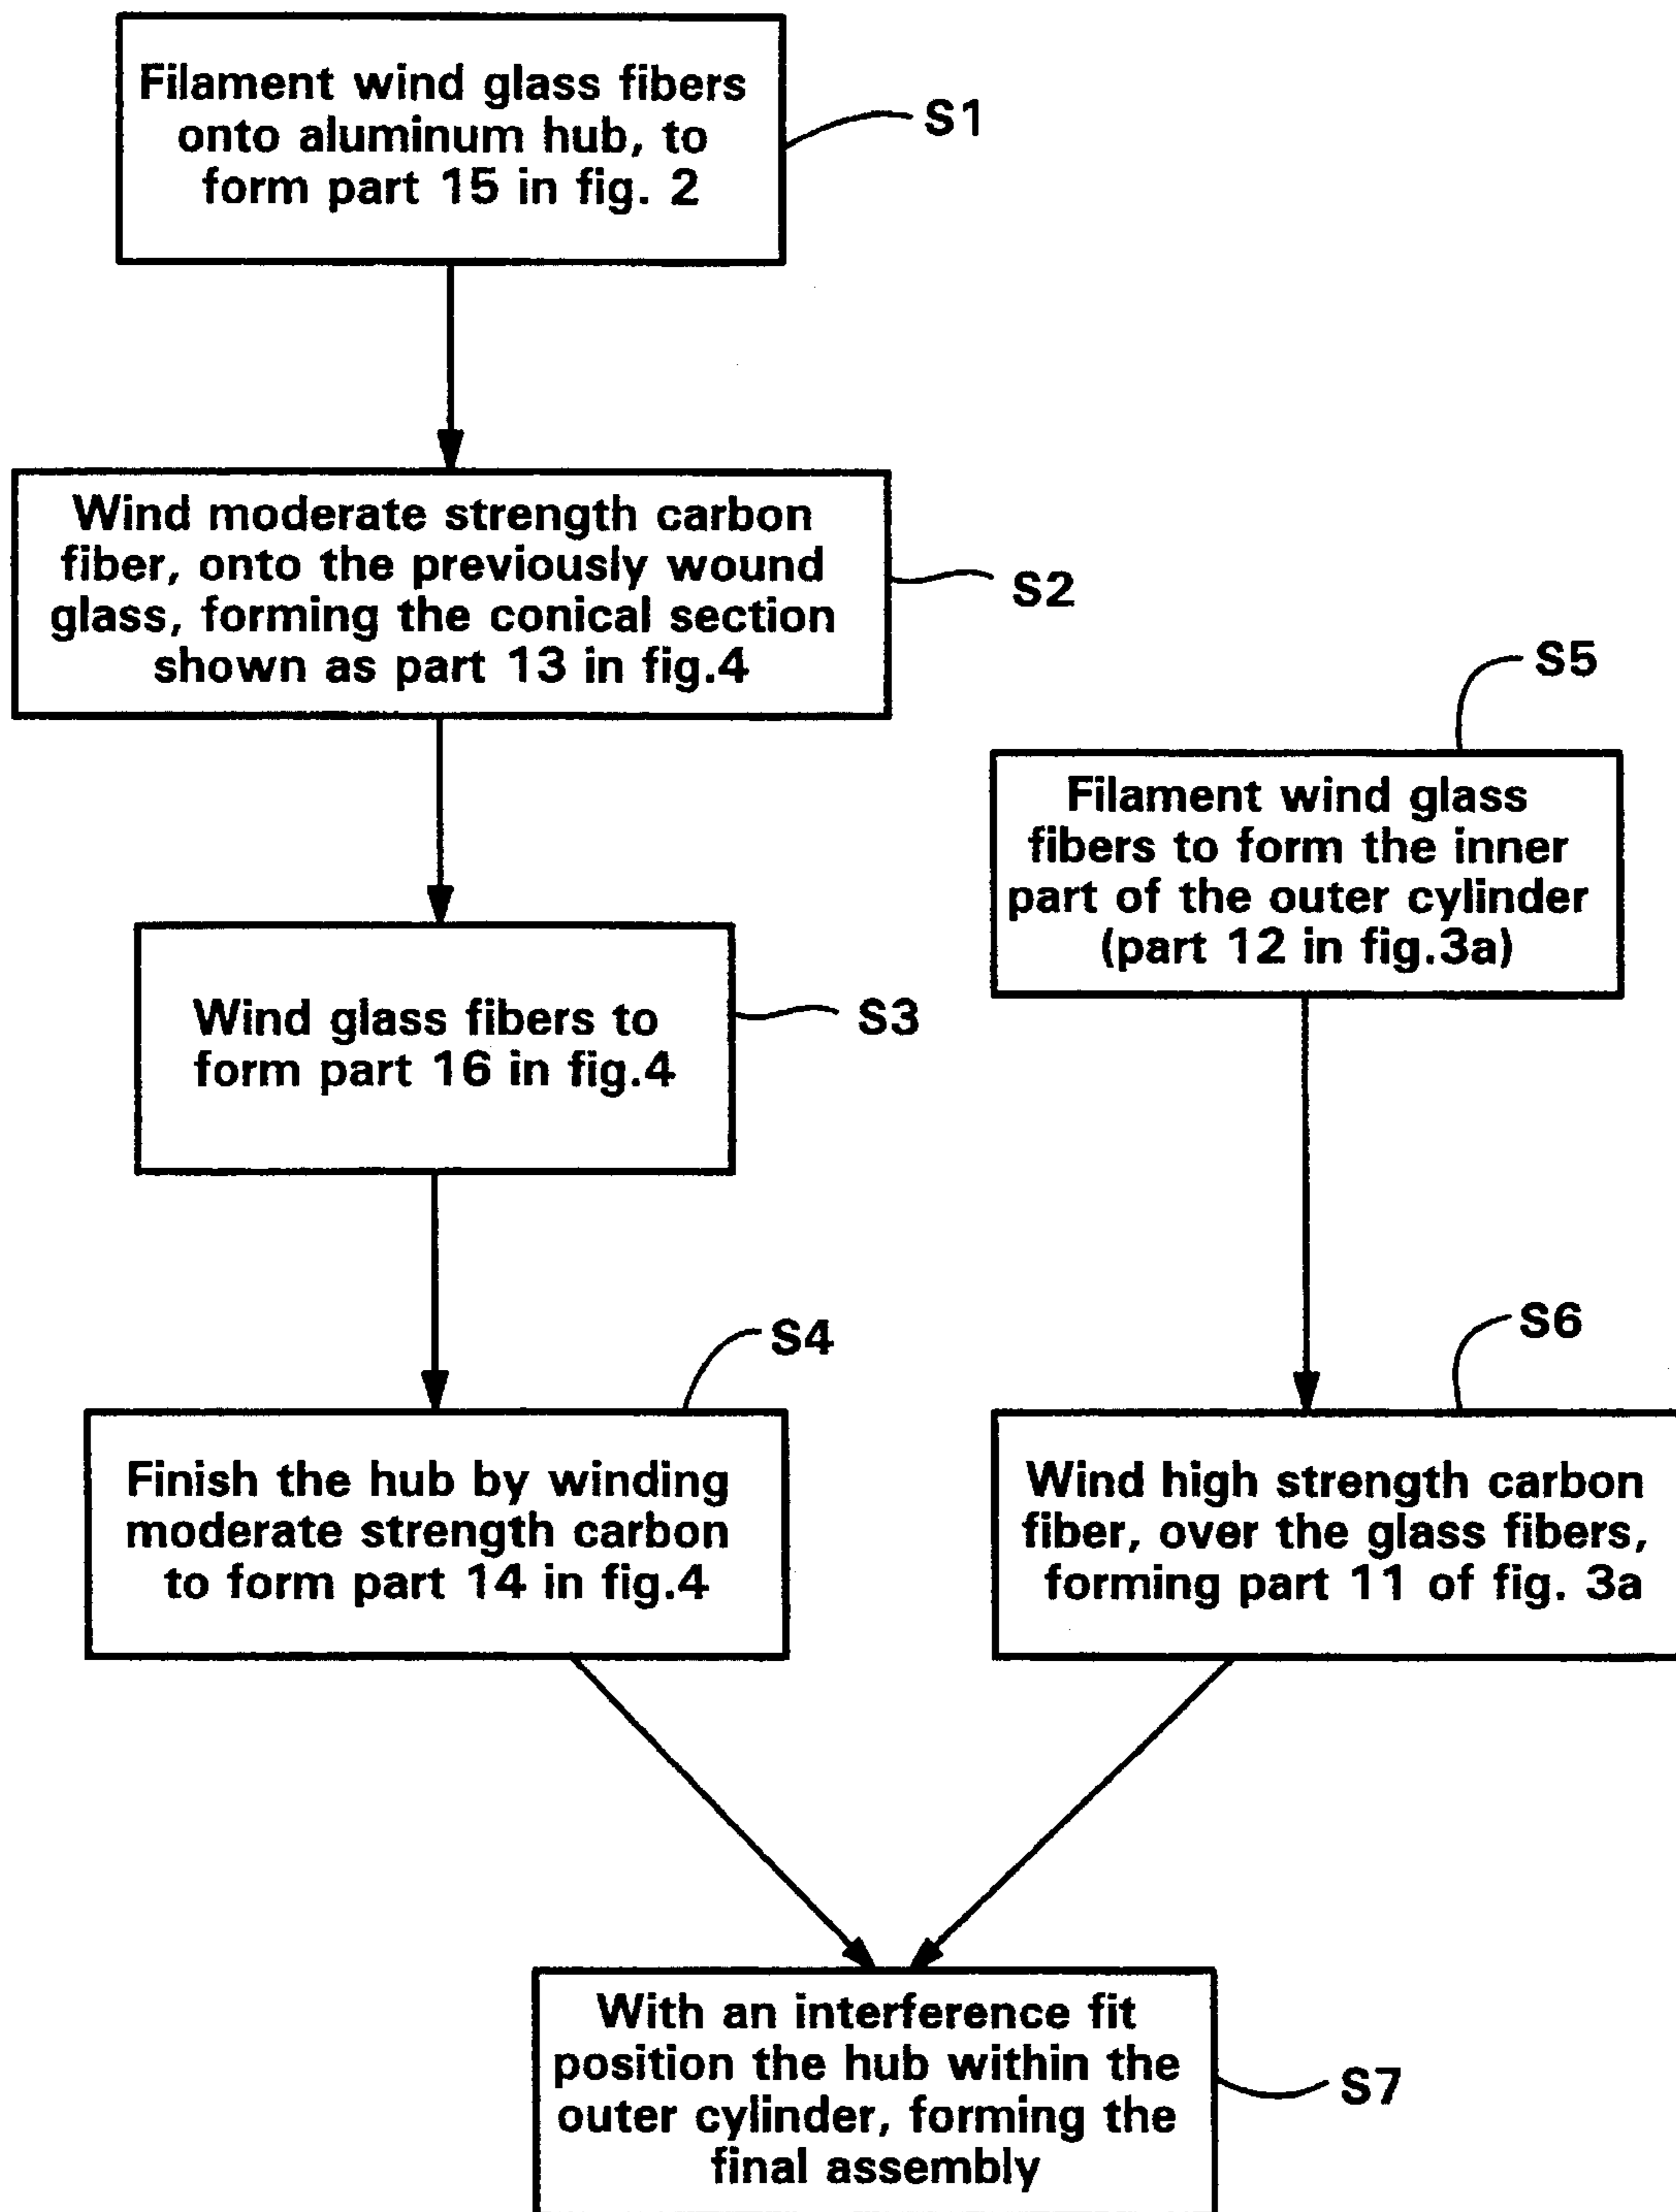 Filament wind glass fibers
onto aluminum hub, to
form part 15 in fig. 2
S1
Wind moderate strength carbon
fiber, onto the previously wound
glass, forming the conical section
shown as part 13 in fig.4
S2
Wind glass fibers to
form part 16 in fig.4
S3
Finish the hub by winding
moderate strength carbon
to form part 14 in fig.4
S4
Filament wind glass
fibers to form the inner
part of the outer cylinder
(part 12 in fig.3a)
S5
Wind high strength carbon
fiber, over the glass fibers,
forming part 11 of fig. 3a
S6
With an interference fit
position the hub within the
outer cylinder, forming the
final assembly
S7